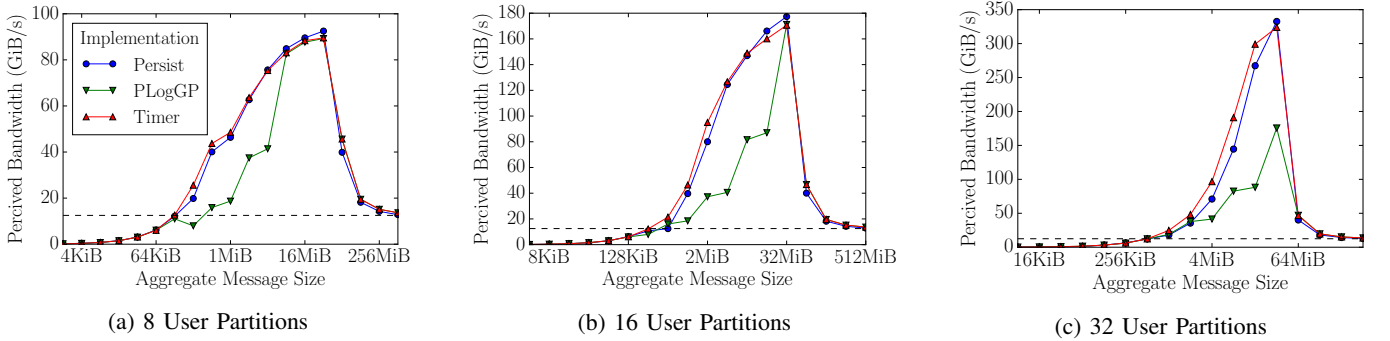 Percived Bandwidth (GiB/s)
100
80
60
40
20
0
Implementation
Persist
PLogGP
Timer
4KiB 64KiB 1MiB 16MiB 256MiB
Aggregate Message Size
(a) 8 User Partitions
Percived Bandwidth (GiB/s)
180
160
140
120
100
80
60
40
20
0
8KiB 128KiB 2MiB 32MiB 512MiB
Aggregate Message Size
(b) 16 User Partitions
Percived Bandwidth (GiB/s)
350
300
250
200
150
100
50
0
16KiB 256KiB 4MiB 64MiB
Aggregate Message Size
(c) 32 User Partitions